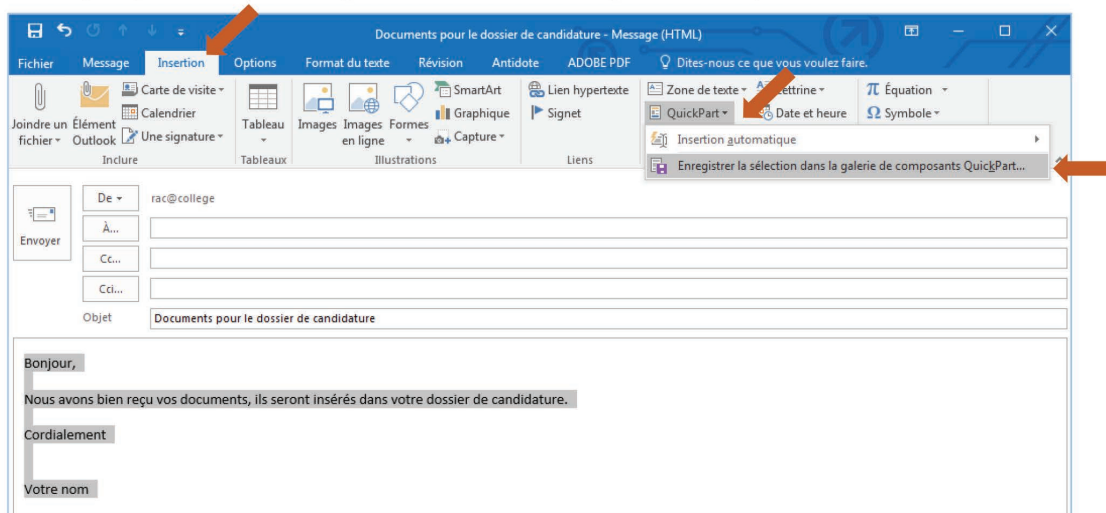 Documents pour le dossier de candidature - Message (HTML)
Fichier Message Insertion Options Format du texte Révision Antidote ADOBE PDF Dites-nous ce que vous voulez faire.
Joindre un fichier
Élément Outlook
Carte de visite
Calendrier
Une signature
Inclure
Tableau
Tableaux
Images
Images en ligne
Formes
SmartArt
Graphique
Capture
Illustrations
Lien hypertexte
Signet
Liens
Zone de texte
QuickPart
Date et heure
π Équation
Ω Symbole
Insertion automatique
Enregistrer la sélection dans la galerie de composants QuickPart...
Envoyer
De rac@college
À...
Cc...
Cci...
Objet Documents pour le dossier de candidature
Bonjour,
Nous avons bien reçu vos documents, ils seront insérés dans votre dossier de candidature.
Cordialement
Votre nom